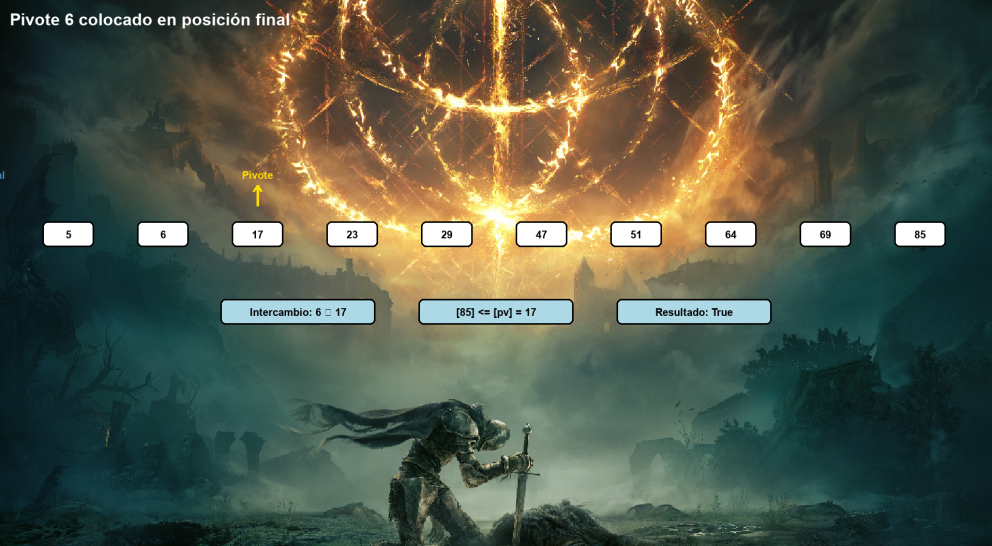 Pivote 6 colocado en posición final
al
Pivote
5 6 17 23 29 47 51 64 69 85
Intercambio: 6 □ 17
[85] <= [pv] = 17
Resultado: True